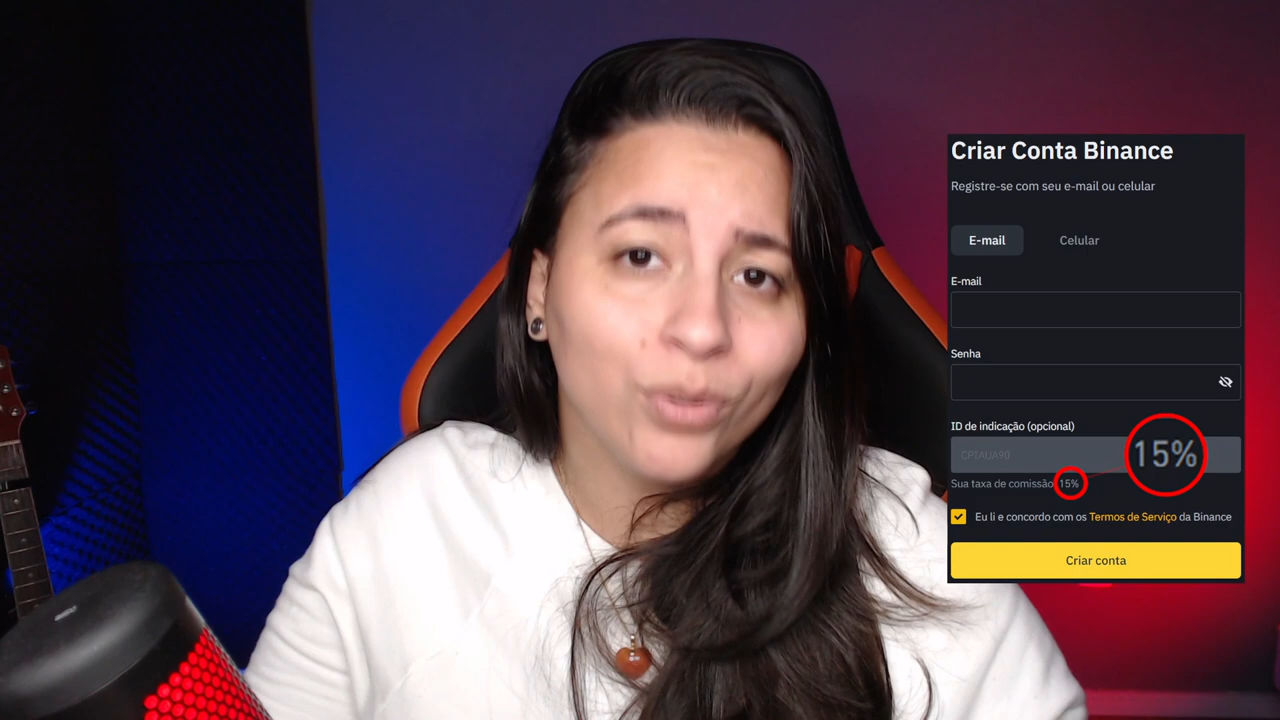 Criar Conta Binance
Registre-se com seu e-mail ou celular
E-mail Celular
E-mail
Senha
ID de indicação (opcional)
15%
Sua taxa de comissão 15%
Eu li e concordo com os Termos de Serviço da Binance
Criar conta